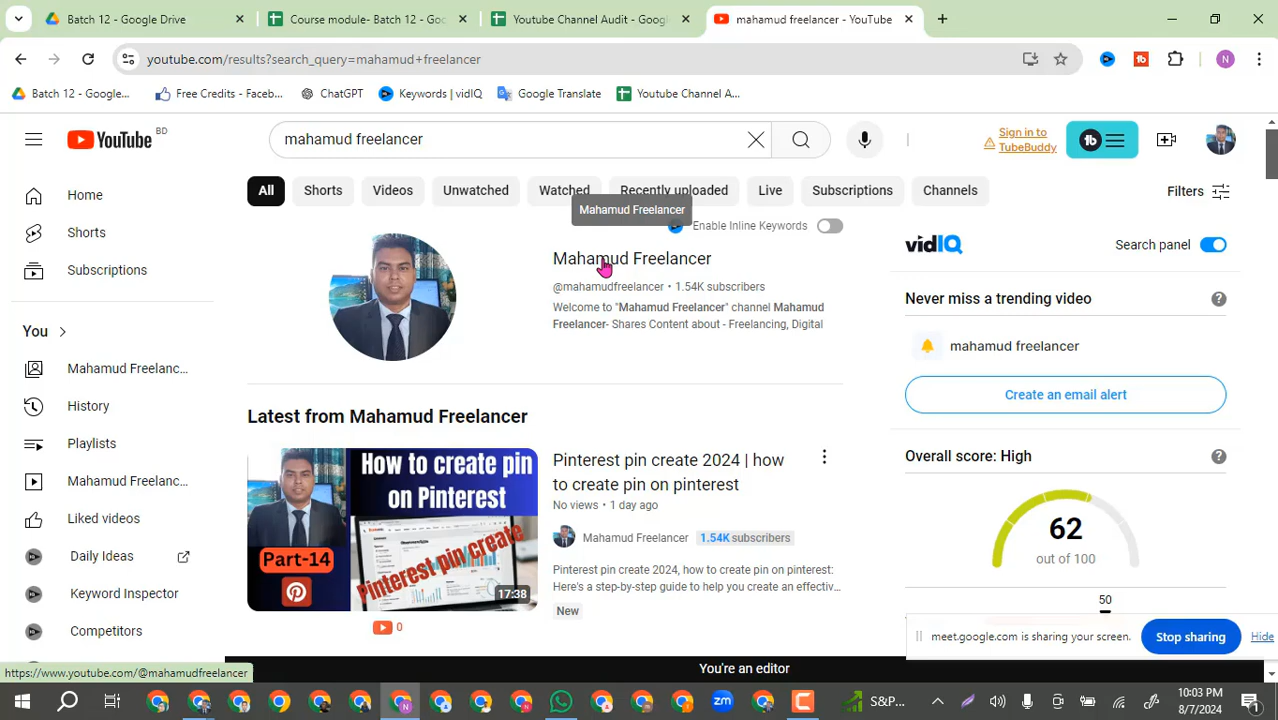 Batch 12 - Google Drive
Course module- Batch 12 - Goo
Youtube Channel Audit - Google
mahamud freelancer - YouTube
youtube.com/results?search_query=mahamud+freelancer
N
Batch 12 - Google...
Free Credits - Faceb...
ChatGPT
Keywords | vidIQ
Google Translate
Youtube Channel A...
YouTube
BD
mahamud freelancer
Sign in to
TubeBuddy
tb
Home
Shorts
Subscriptions
You
Mahamud Freelanc...
History
Playlists
Mahamud Freelanc...
Liked videos
Daily Ideas
Keyword Inspector
Competitors
https://www.youtube.com/@mahamudfreelancer
All
Shorts
Videos
Unwatched
Watched
Recently uploaded
Live
Subscriptions
Channels
Filters
Mahamud Freelancer
Enable Inline Keywords
Mahamud Freelancer
@mahamudfreelancer • 1.54K subscribers
Welcome to "Mahamud Freelancer" channel Mahamud
Freelancer- Shares Content about - Freelancing, Digital
Latest from Mahamud Freelancer
How to create pin
on Pinterest
Part-14
Pinterest pin create
17:38
0
Pinterest pin create 2024 | how
to create pin on pinterest
No views • 1 day ago
Mahamud Freelancer
1.54K subscribers
Pinterest pin create 2024, how to create pin on pinterest:
Here's a step-by-step guide to help you create an effectiv...
New
vidIQ
Search panel
Never miss a trending video
mahamud freelancer
Create an email alert
Overall score: High
62
out of 100
50
meet.google.com is sharing your screen.
Stop sharing
Hide
You're an editor
zm
S&P...
10:03 PM
8/7/2024